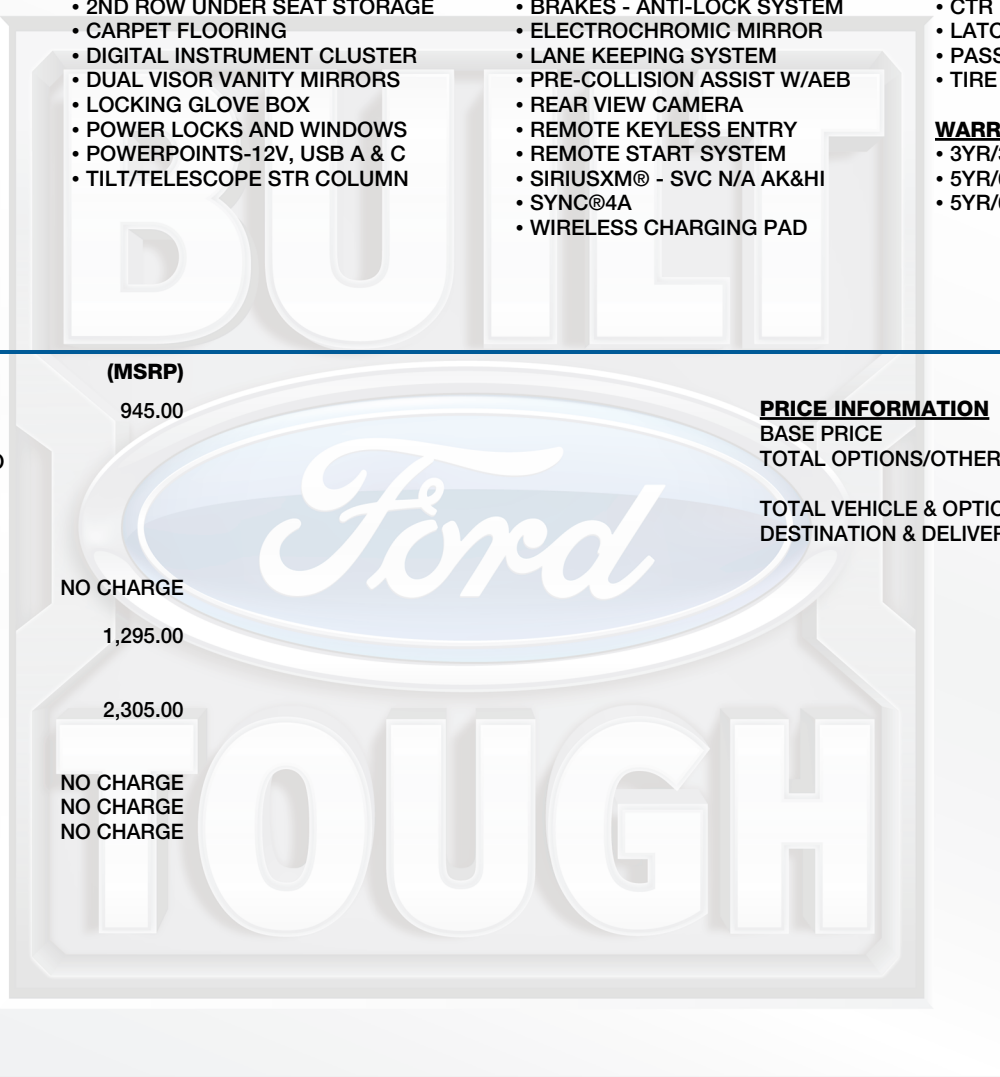 • 2ND ROW UNDER SEAT STORAGE
• CARPET FLOORING
• DIGITAL INSTRUMENT CLUSTER
• DUAL VISOR VANITY MIRRORS
• LOCKING GLOVE BOX
• POWER LOCKS AND WINDOWS
• POWERPOINTS-12V, USB A & C
• TILT/TELESCOPE STR COLUMN
• BRAKES - ANTI-LOCK SYSTEM
• ELECTROCHROMIC MIRROR
• LANE KEEPING SYSTEM
• PRE-COLLISION ASSIST W/AEB
• REAR VIEW CAMERA
• REMOTE KEYLESS ENTRY
• REMOTE START SYSTEM
• SIRIUSXM® - SVC N/A AK&HI
• SYNC®4A
• WIRELESS CHARGING PAD
• CTR
• LATC
• PASS
• TIRE
WARR
• 3YR/
• 5YR/
• 5YR/
BUILT
(MSRP)
945.00
NO CHARGE
1,295.00
2,305.00
NO CHARGE
NO CHARGE
NO CHARGE
PRICE INFORMATION
BASE PRICE
TOTAL OPTIONS/OTHER
TOTAL VEHICLE & OPTIO
DESTINATION & DELIVER
Ford
TOUGH